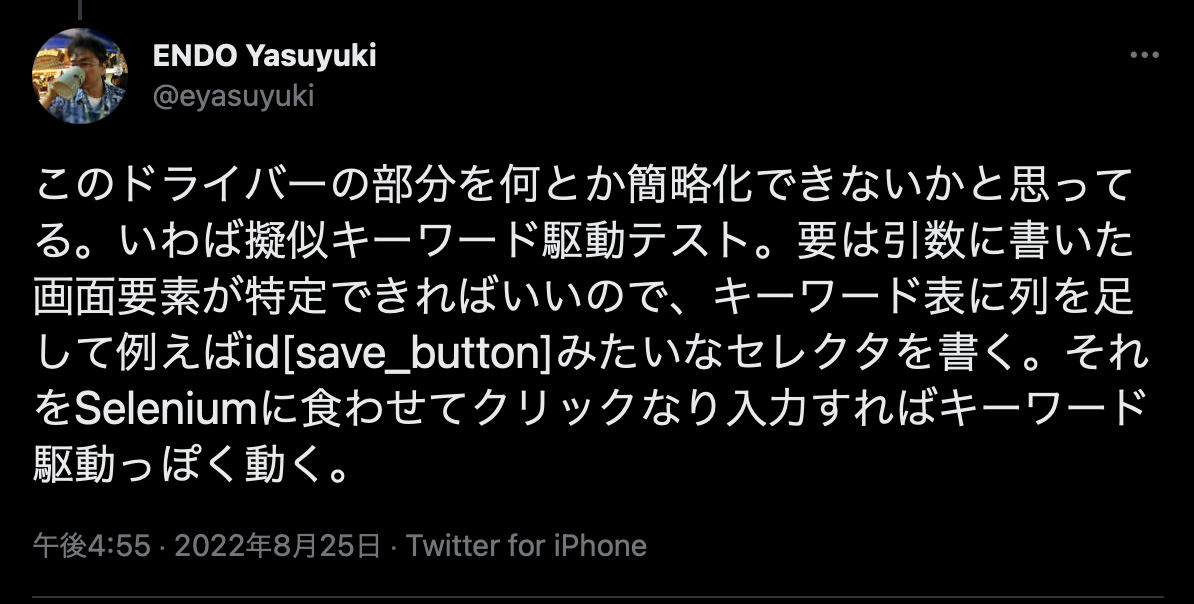 ENDO Yasuyuki
@eyasuyuki
このドライバーの部分を何とか簡略化できないかと思って
る。いわば擬似キーワード駆動テスト。要は引数に書いた
画面要素が特定できればいいので、キーワード表に列を足
して例えばid[save_button]みたいなセレクタを書く。それ
をSeleniumに食わせてクリックなり入力すればキーワード
駆動っぽく動く。
午後4:55 · 2022年8月25日 · Twitter for iPhone